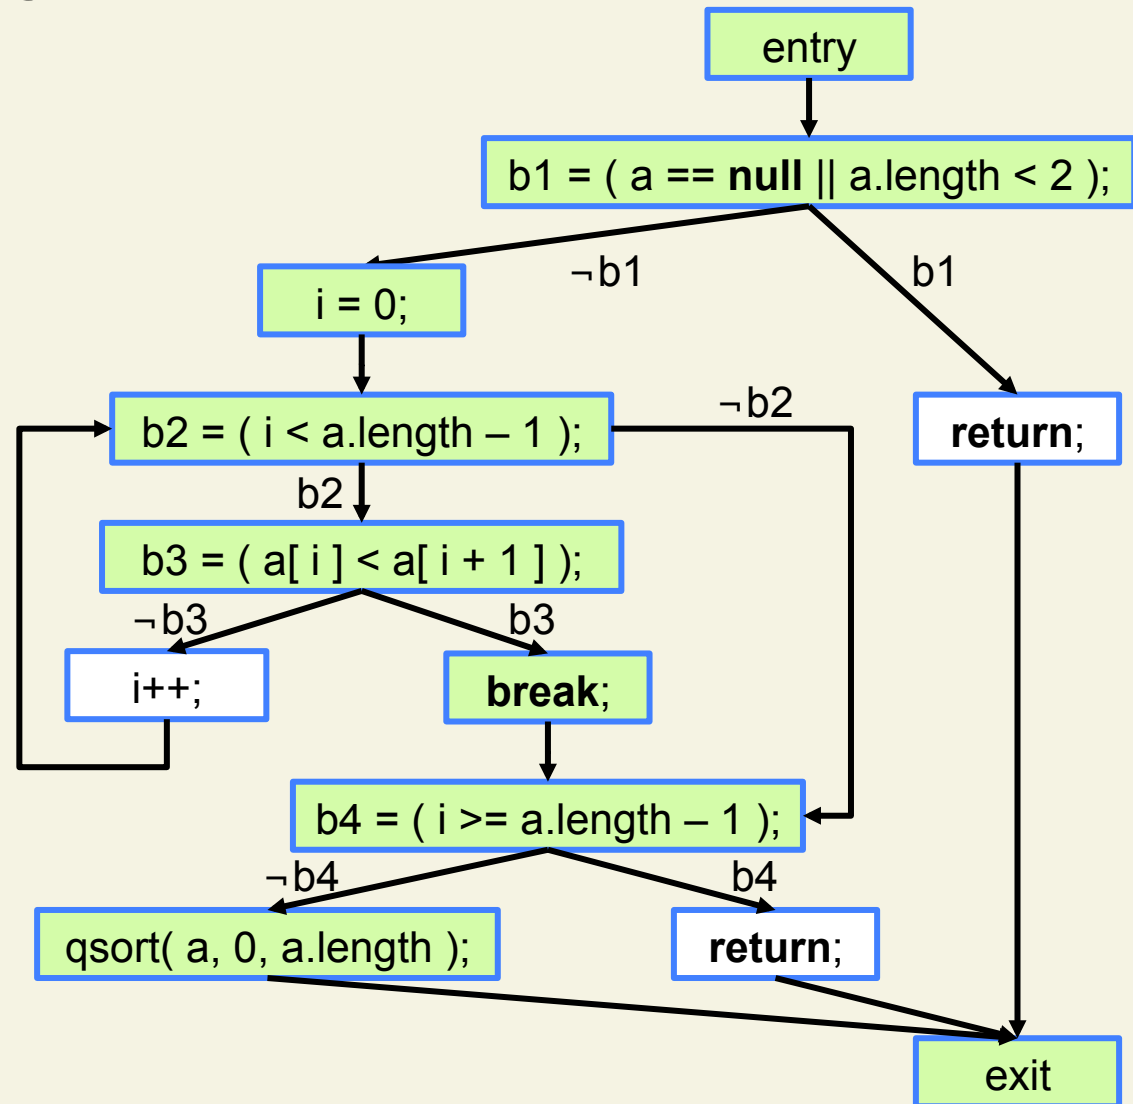 entry
b1 = ( a == null || a.length < 2 );
¬b1
b1
i = 0;
¬b2
b2 = ( i < a.length – 1 );
return;
b2
b3 = ( a[ i ] < a[ i + 1 ] );
¬b3
b3
i++;
break;
b4 = ( i >= a.length – 1 );
¬b4
b4
qsort( a, 0, a.length );
return;
exit